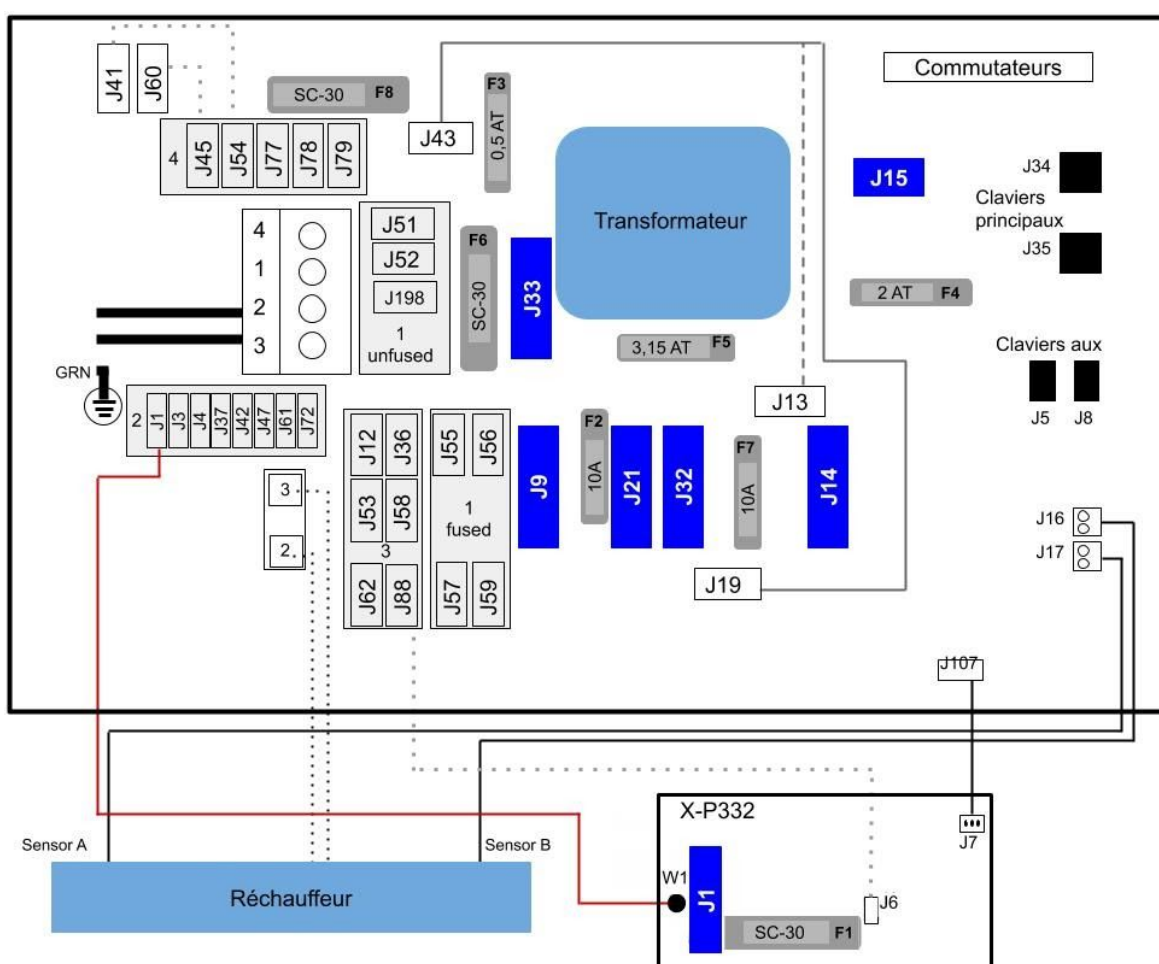 J41
J60
SC-30 F8
F3
0,5 AT
J43
Commutateurs
4 J45 J54 J77 J78 J79
Transformateur
J15
J34
Claviers
principaux
J35
4
1
2
3
J51
J52
J198
1
unfused
F6
SC-30
J33
2 AT F4
3,15 AT F5
GRN
Claviers aux
J5 J8
2 J1 J3 J4 J37 J42 J47 J61 J72
J13
J12 J36
J53 J58
3
J62 J88
J55 J56
1
fused
J57 J59
J9
F2
10A
J21
J32
F7
10A
J14
3
2
J16
J17
J19
J107
X-P332
J7
Sensor A
Sensor B
Réchauffeur
W1
J1
J6
SC-30 F1